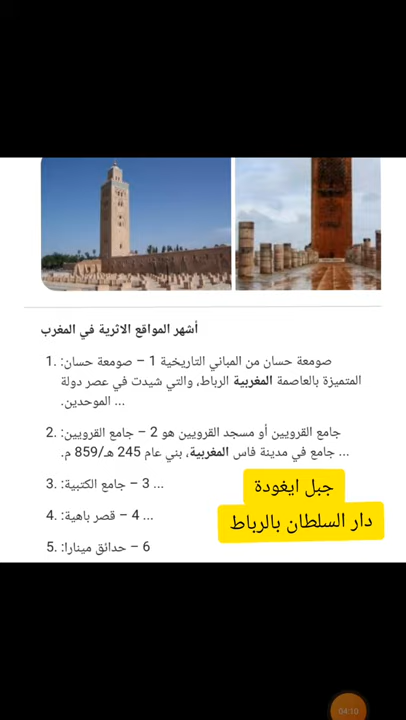 أشهر المواقع الاثرية في المغرب
1. صومعة حسان: – 1 صومعة حسان من المباني التاريخية
المتميزة بالعاصمة المغربية الرباط، والتي شيدت في عصر دولة
الموحدين. ...
2. جامع القرويين: – 2 جامع القرويين أو مسجد القرويين هو
جامع في مدينة فاس المغربية، بني عام 245 هـ/859 م. ...
3. جامع الكتبية: – 3 ...
4. قصر باهية: – 4 ...
5. حدائق مينارا: – 6
جبل ايغودة
دار السلطان بالرباط
04:10